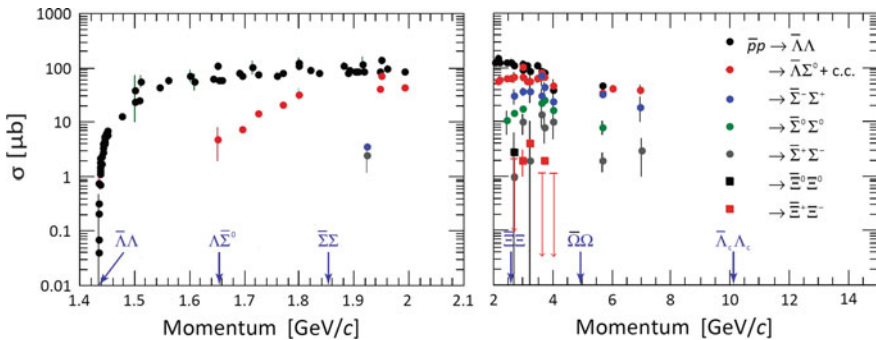 σ [μb]
1000
100
10
1
0.1
0.01
1.4 1.5 1.6 1.7 1.8 1.9 2.0 2.1
Momentum [GeV/c]
Λ̅Λ
ΛΣ̅⁰
Σ̅Σ
2 4 6 8 10 12 14
Momentum [GeV/c]
Ξ̅Ξ
Ω̅Ω
Λ̅cΛc
p̅p → Λ̅Λ
→ Λ̅Σ⁰ + c.c.
→ Σ̅⁻Σ⁺
→ Σ̅⁰Σ⁰
→ Σ̅⁺Σ⁻
→ Ξ̅⁰Ξ⁰
→ Ξ̅⁺Ξ⁻